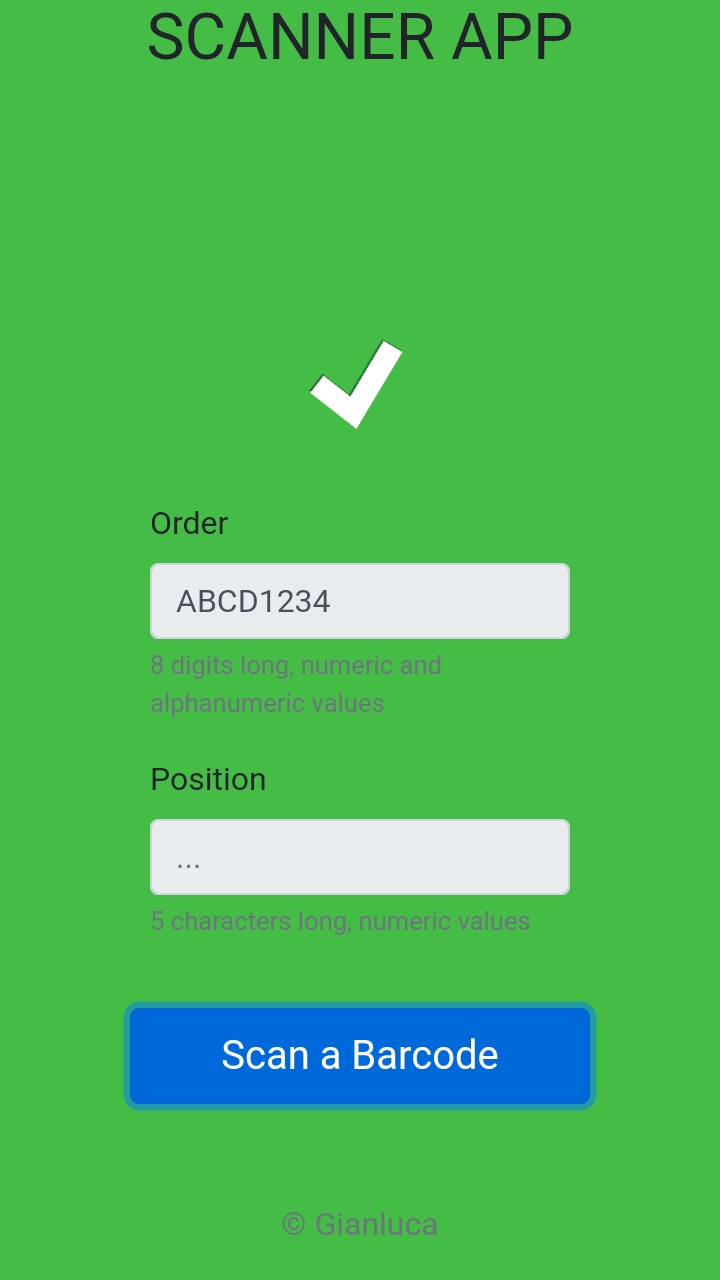 SCANNER APP
Order
ABCD1234
8 digits long, numeric and
alphanumeric values
Position
...
5 characters long, numeric values
Scan a Barcode
© Gianluca